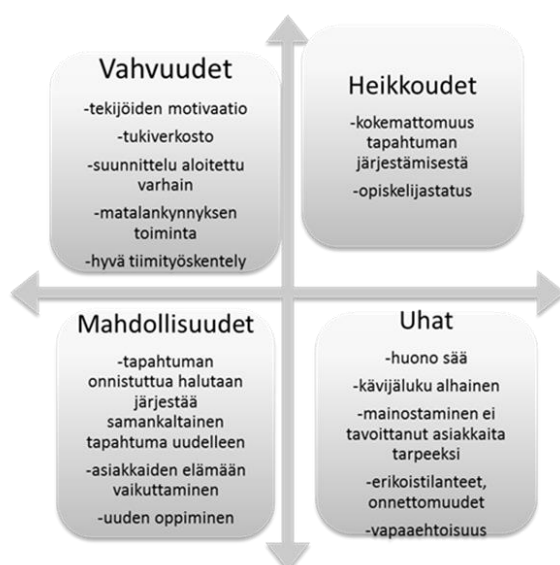 Vahvuudet
-tekijöiden motivaatio
-tukiverkosto
-suunnittelu aloitettu
varhain
-matalankynnyksen
toiminta
-hyvä tiimityöskentely
Heikkoudet
-kokemattomuus
tapahtuman
järjestämisestä
-opiskelijastatus
Mahdollisuudet
-tapahtuman
onnistuttua halutaan
järjestää
samankaltainen
tapahtuma uudelleen
-asiakkaiden elämään
vaikuttaminen
-uuden oppiminen
Uhat
-huono sää
-kävijäluku alhainen
-mainostaminen ei
tavoittanut asiakkaita
tarpeeksi
-erikoistilanteet,
onnettomuudet
-vapaaehtoisuus